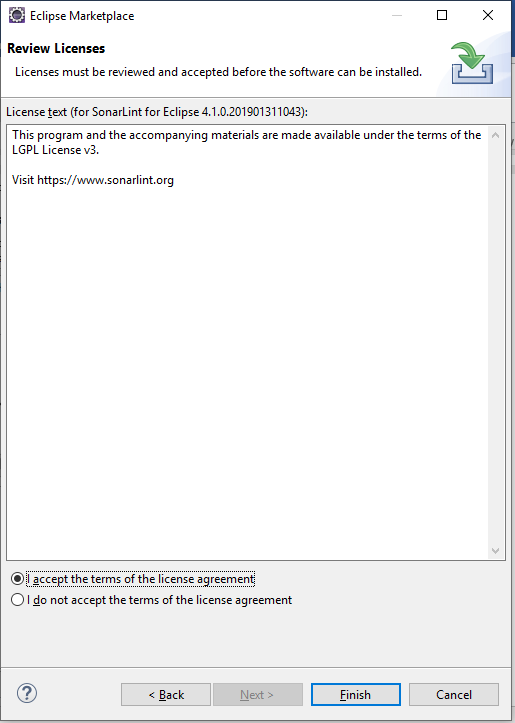 Eclipse Marketplace
Review Licenses
Licenses must be reviewed and accepted before the software can be installed.
License text (for SonarLint for Eclipse 4.1.0.201901311043):
This program and the accompanying materials are made available under the terms of the
LGPL License v3.
Visit https://www.sonarlint.org
I accept the terms of the license agreement
I do not accept the terms of the license agreement
?
< Back
Next >
Finish
Cancel